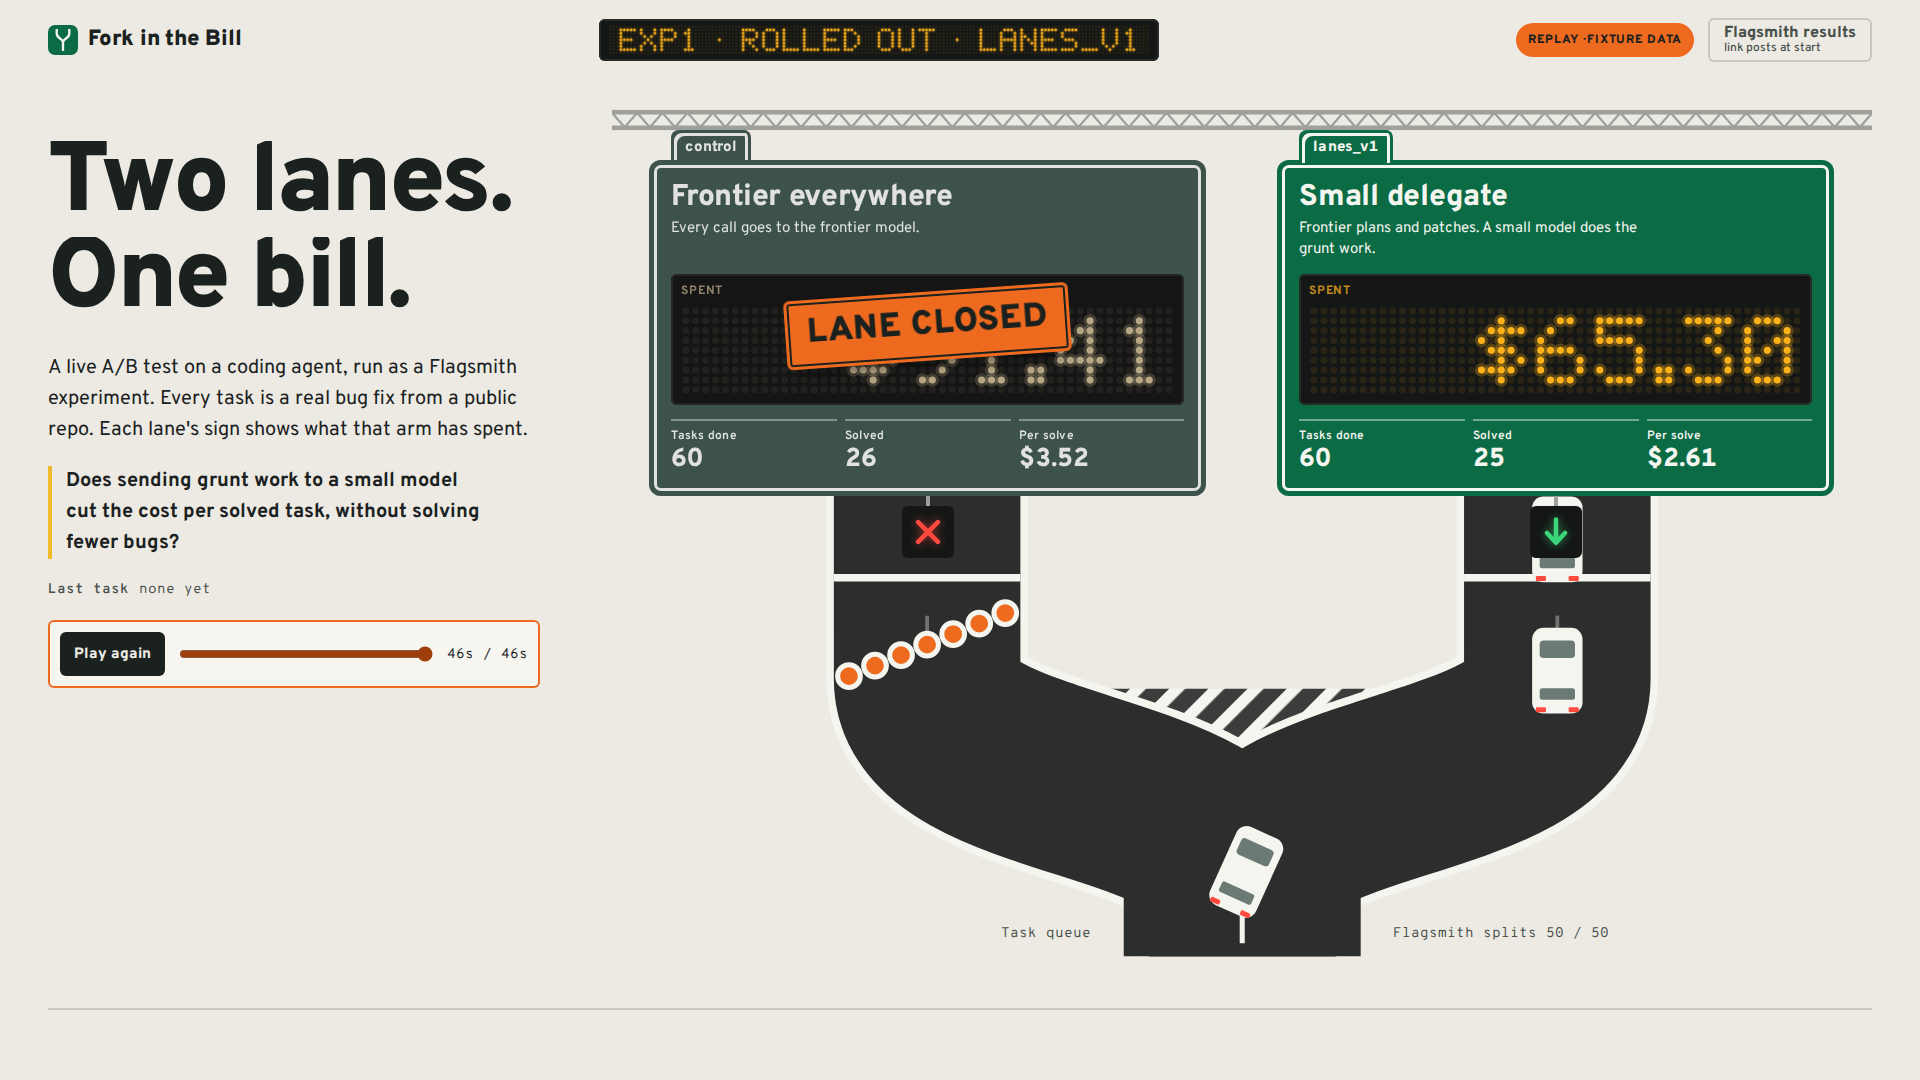 Fork in the Bill
EXP1 · ROLLED OUT · LANES_V1
REPLAY ·FIXTURE DATA
Flagsmith results
link posts at start
Two lanes.
One bill.
A live A/B test on a coding agent, run as a Flagsmith
experiment. Every task is a real bug fix from a public
repo. Each lane's sign shows what that arm has spent.
Does sending grunt work to a small model
cut the cost per solved task, without solving
fewer bugs?
Last task none yet
Play again
46s / 46s
control
Frontier everywhere
Every call goes to the frontier model.
SPENT
LANE CLOSED
Tasks done
60
Solved
26
Per solve
$3.52
lanes_v1
Small delegate
Frontier plans and patches. A small model does the
grunt work.
SPENT
$65.30
Tasks done
60
Solved
25
Per solve
$2.61
Task queue
Flagsmith splits 50 / 50